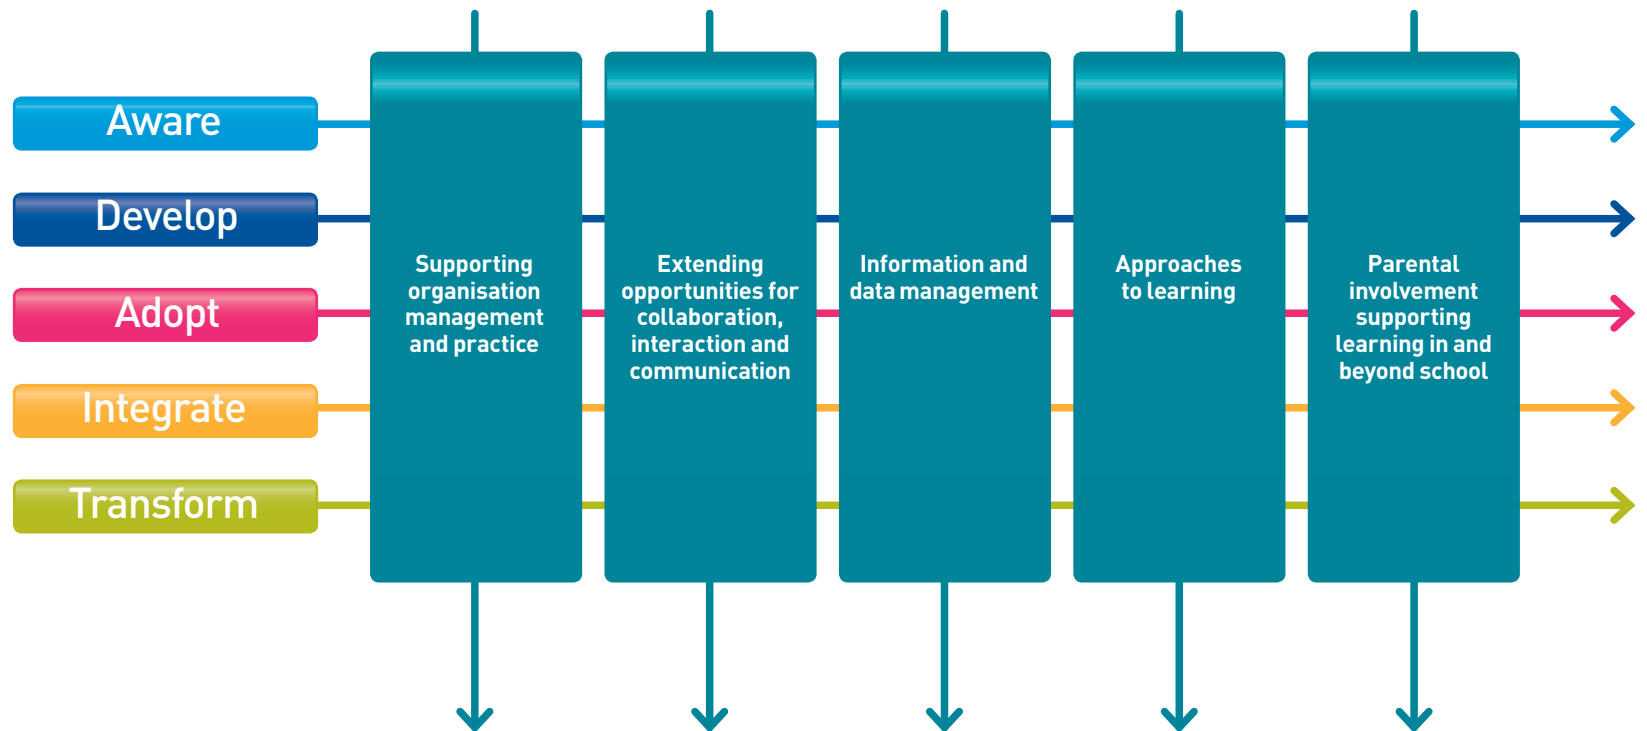 Aware
Develop
Adopt
Integrate
Transform
Supporting
organisation
management
and practice
Extending
opportunities for
collaboration,
interaction and
communication
Information and
data management
Approaches
to learning
Parental
involvement
supporting
learning in and
beyond school